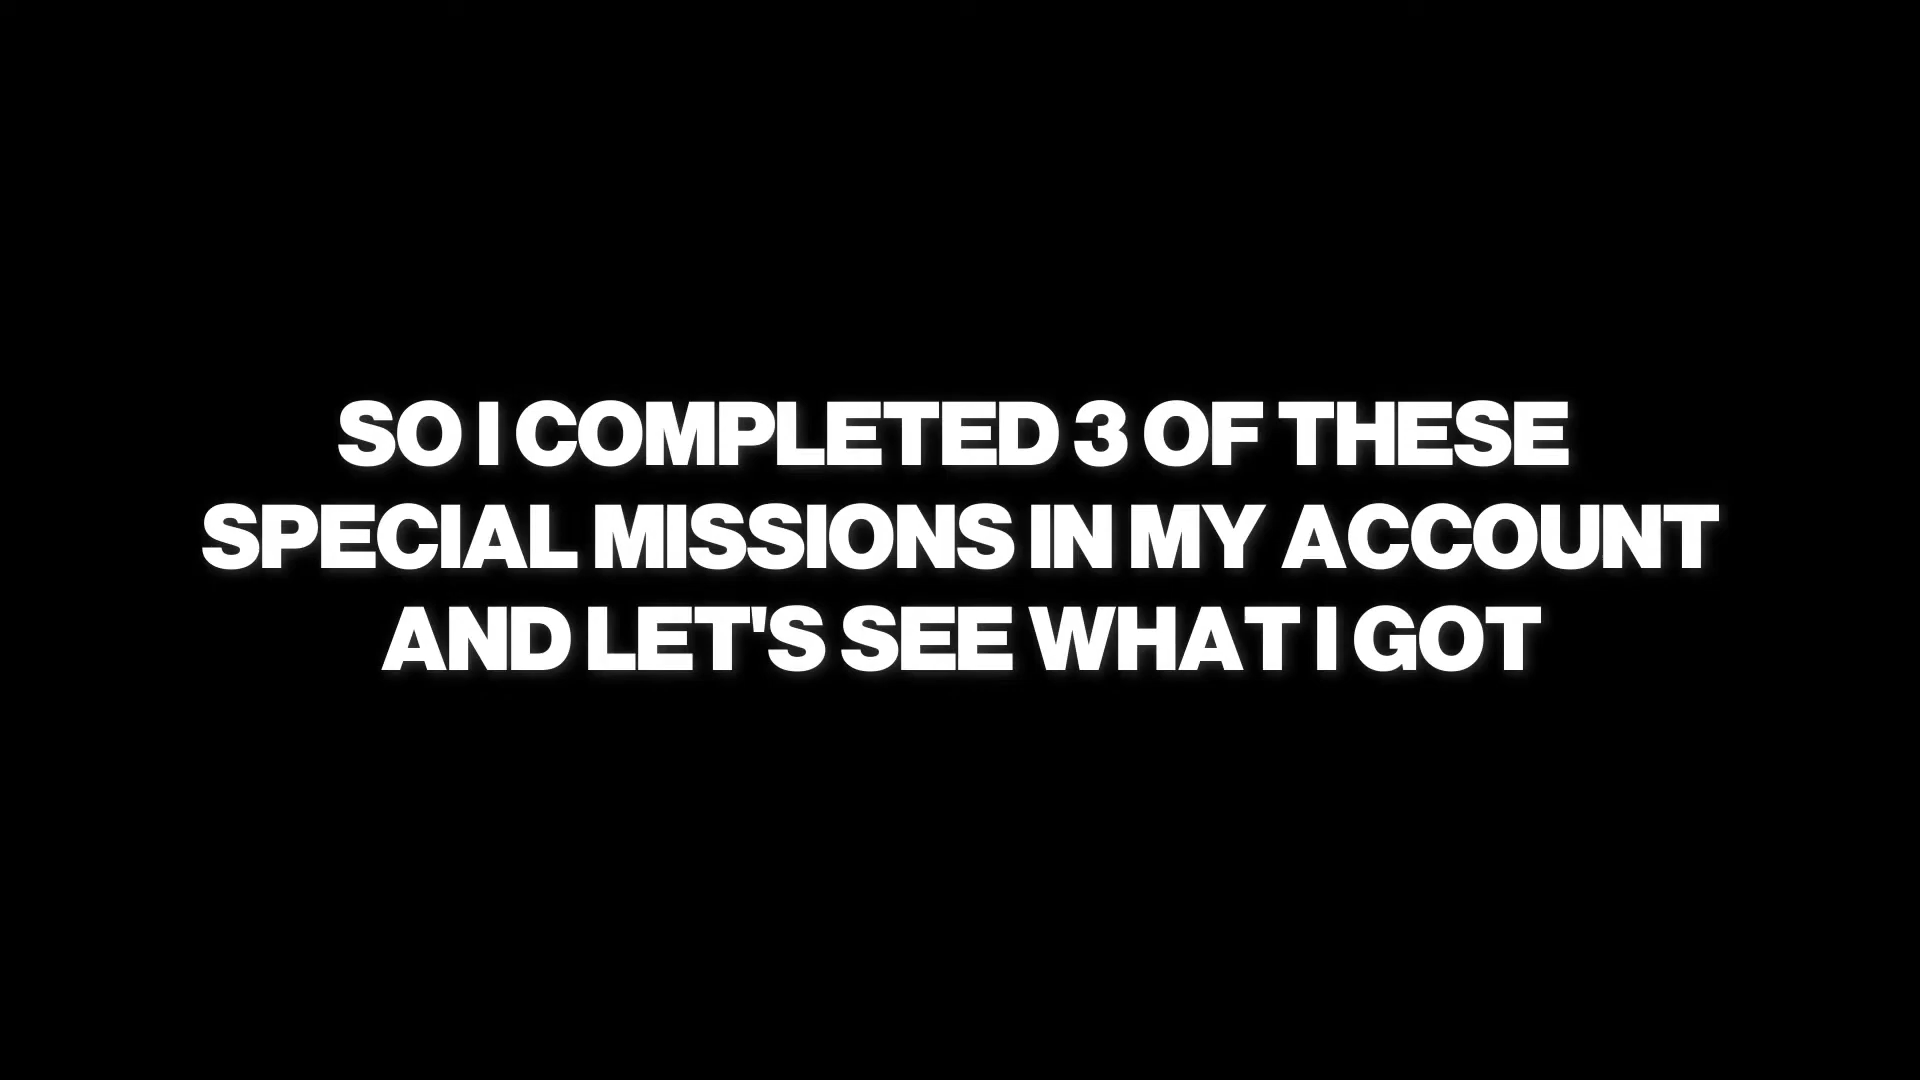 SO I COMPLETED 3 OF THESE
SPECIAL MISSIONS IN MY ACCOUNT
AND LET'S SEE WHAT I GOT